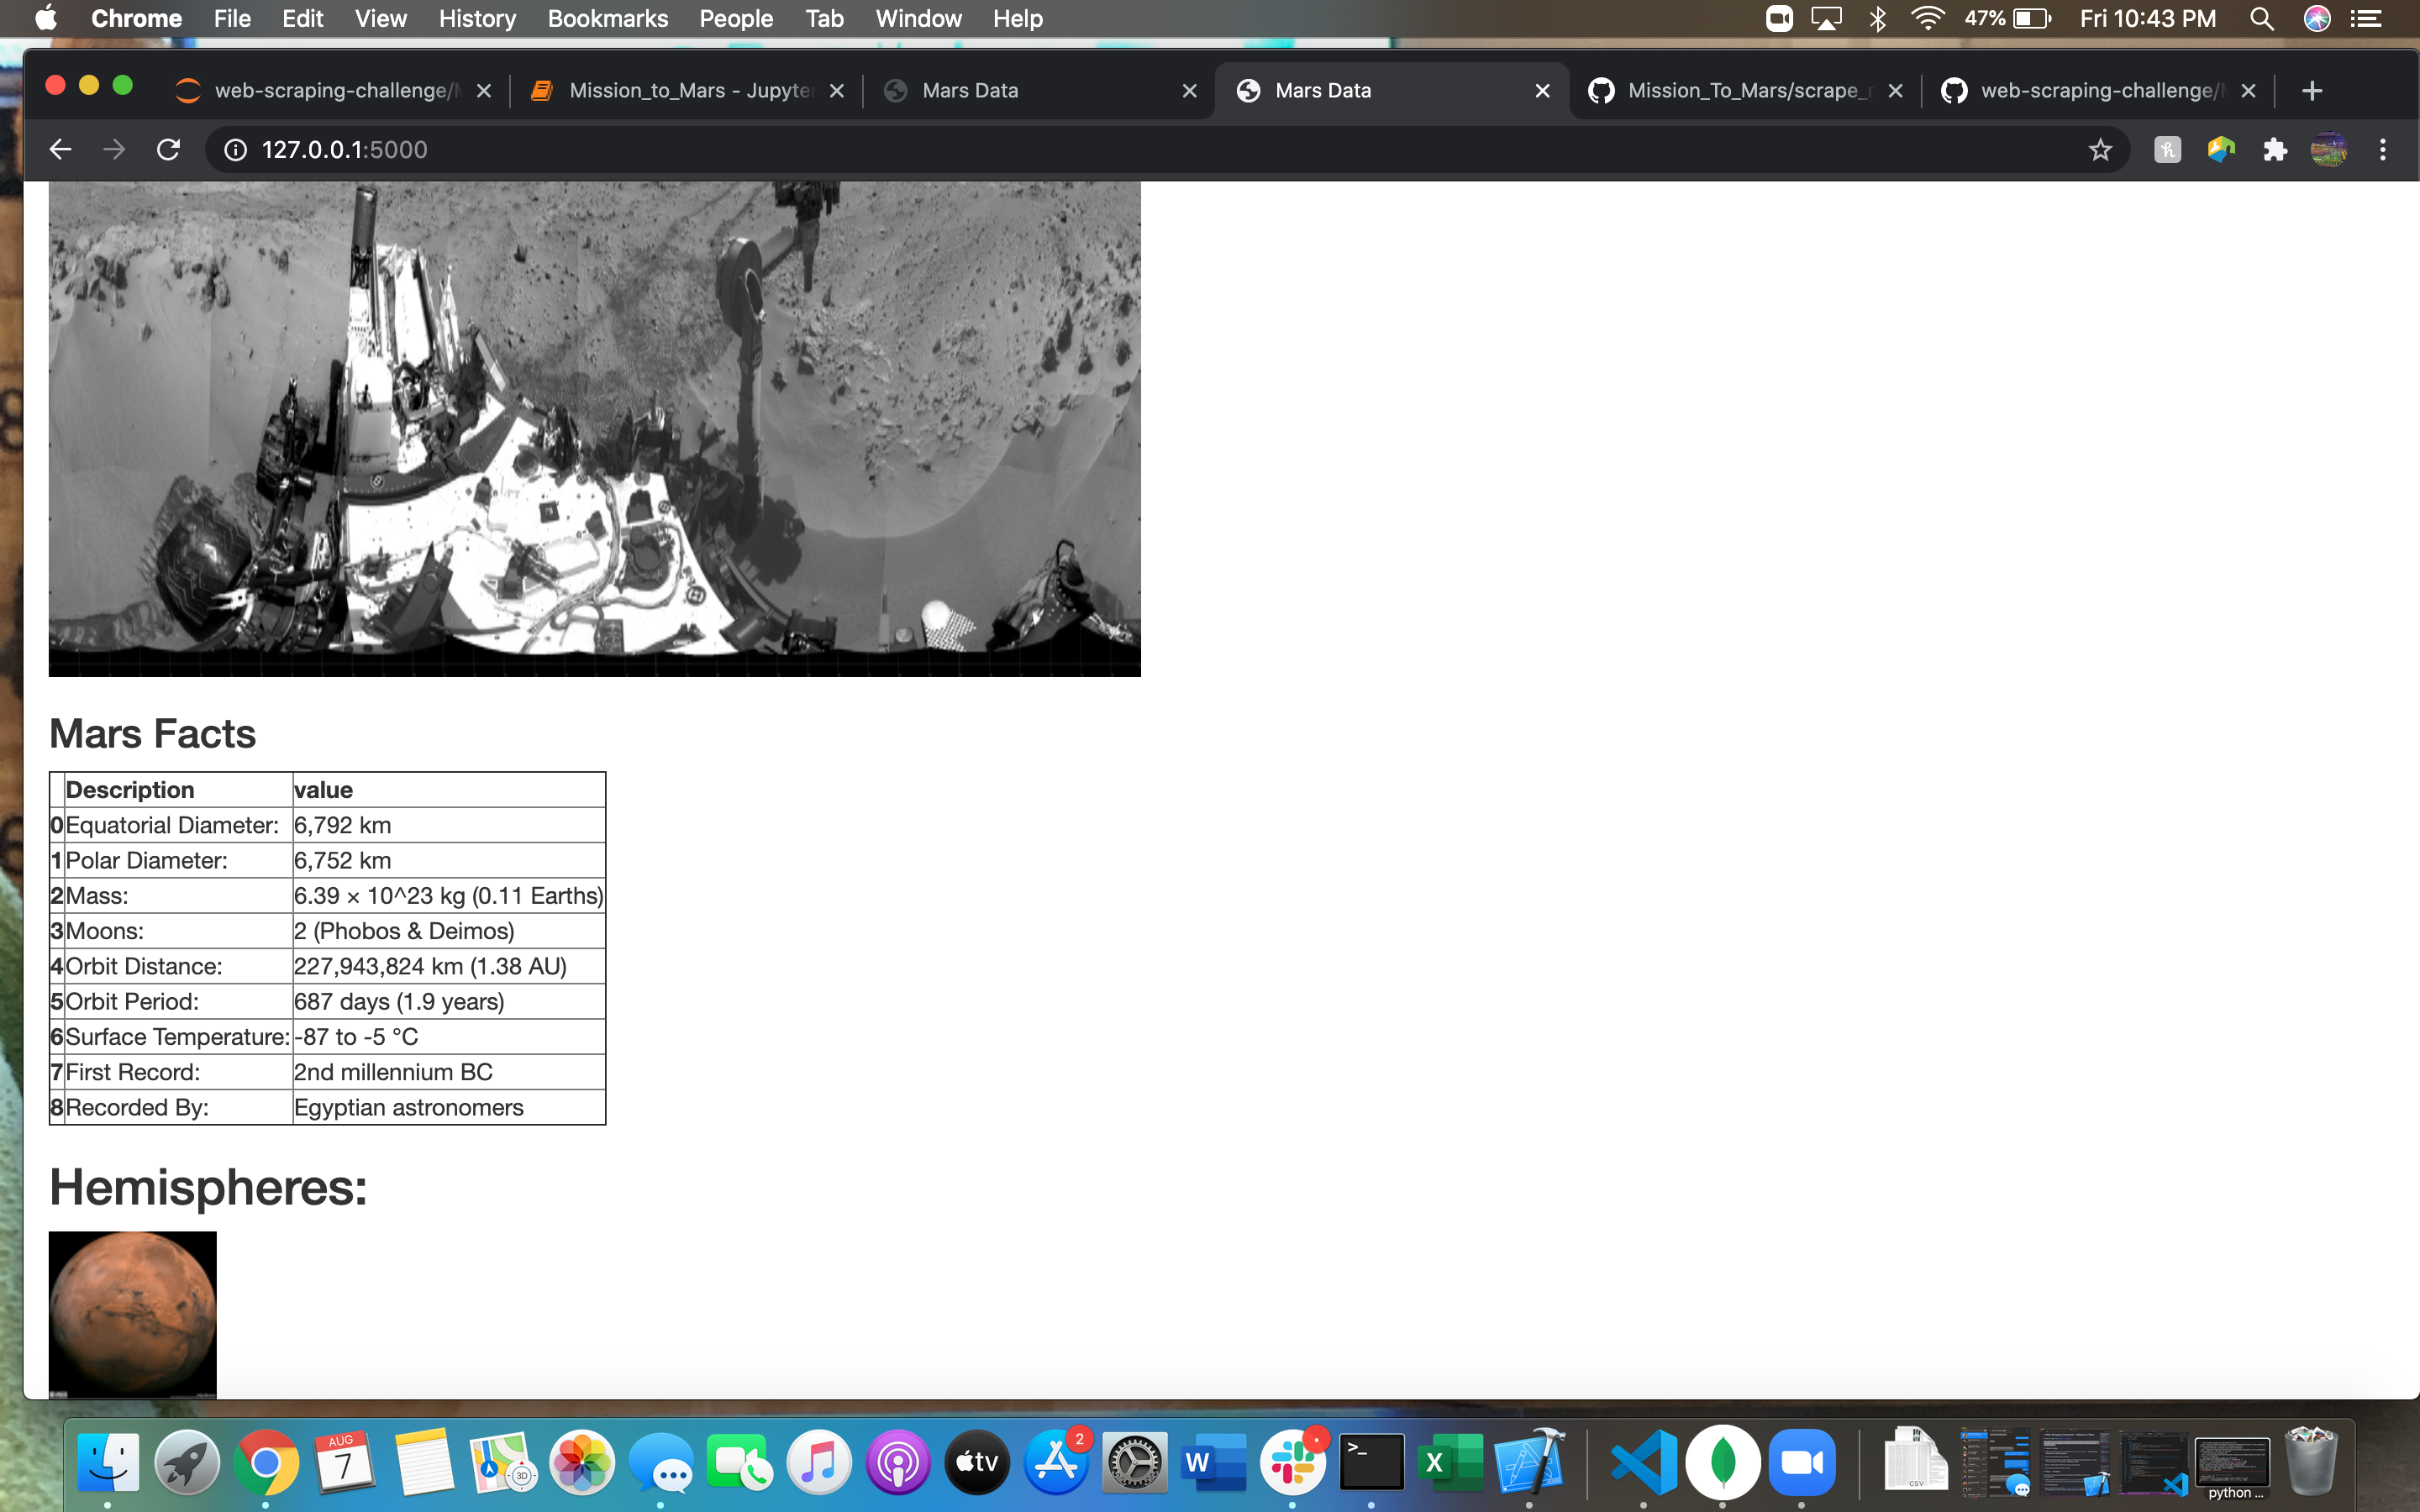 Chrome File Edit View History Bookmarks People Tab Window Help 47% Fri 10:43 PM
web-scraping-challenge/ Mission_to_Mars - Jupyter Mars Data Mars Data Mission_To_Mars/scrape_ web-scraping-challenge/
127.0.0.1:5000
Mars Facts
Description value
0 Equatorial Diameter: 6,792 km
1 Polar Diameter: 6,752 km
2 Mass: 6.39 × 10^23 kg (0.11 Earths)
3 Moons: 2 (Phobos & Deimos)
4 Orbit Distance: 227,943,824 km (1.38 AU)
5 Orbit Period: 687 days (1.9 years)
6 Surface Temperature: -87 to -5 °C
7 First Record: 2nd millennium BC
8 Recorded By: Egyptian astronomers
Hemispheres:
AUG
7
3D
tv
2
W
>_
X
CSV
python ...